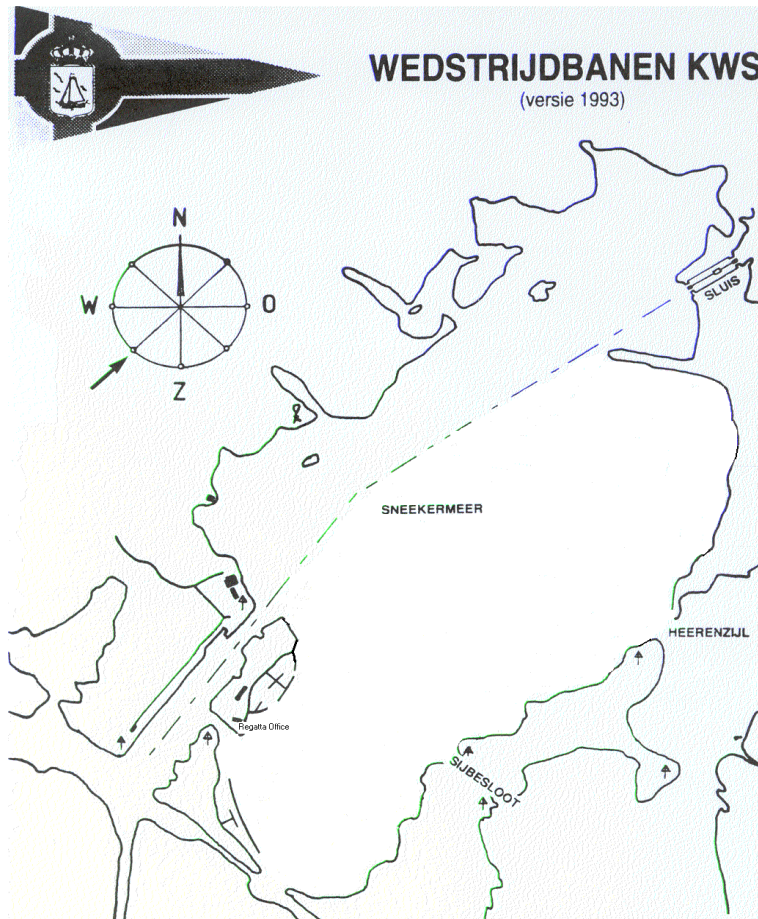 WEDSTRIJDBANEN KWS
(versie 1993)
N
W O
Z
SLUIS
SNEEKERMEER
HEERENZIJL
Regatta Office
SIJBESLOOT